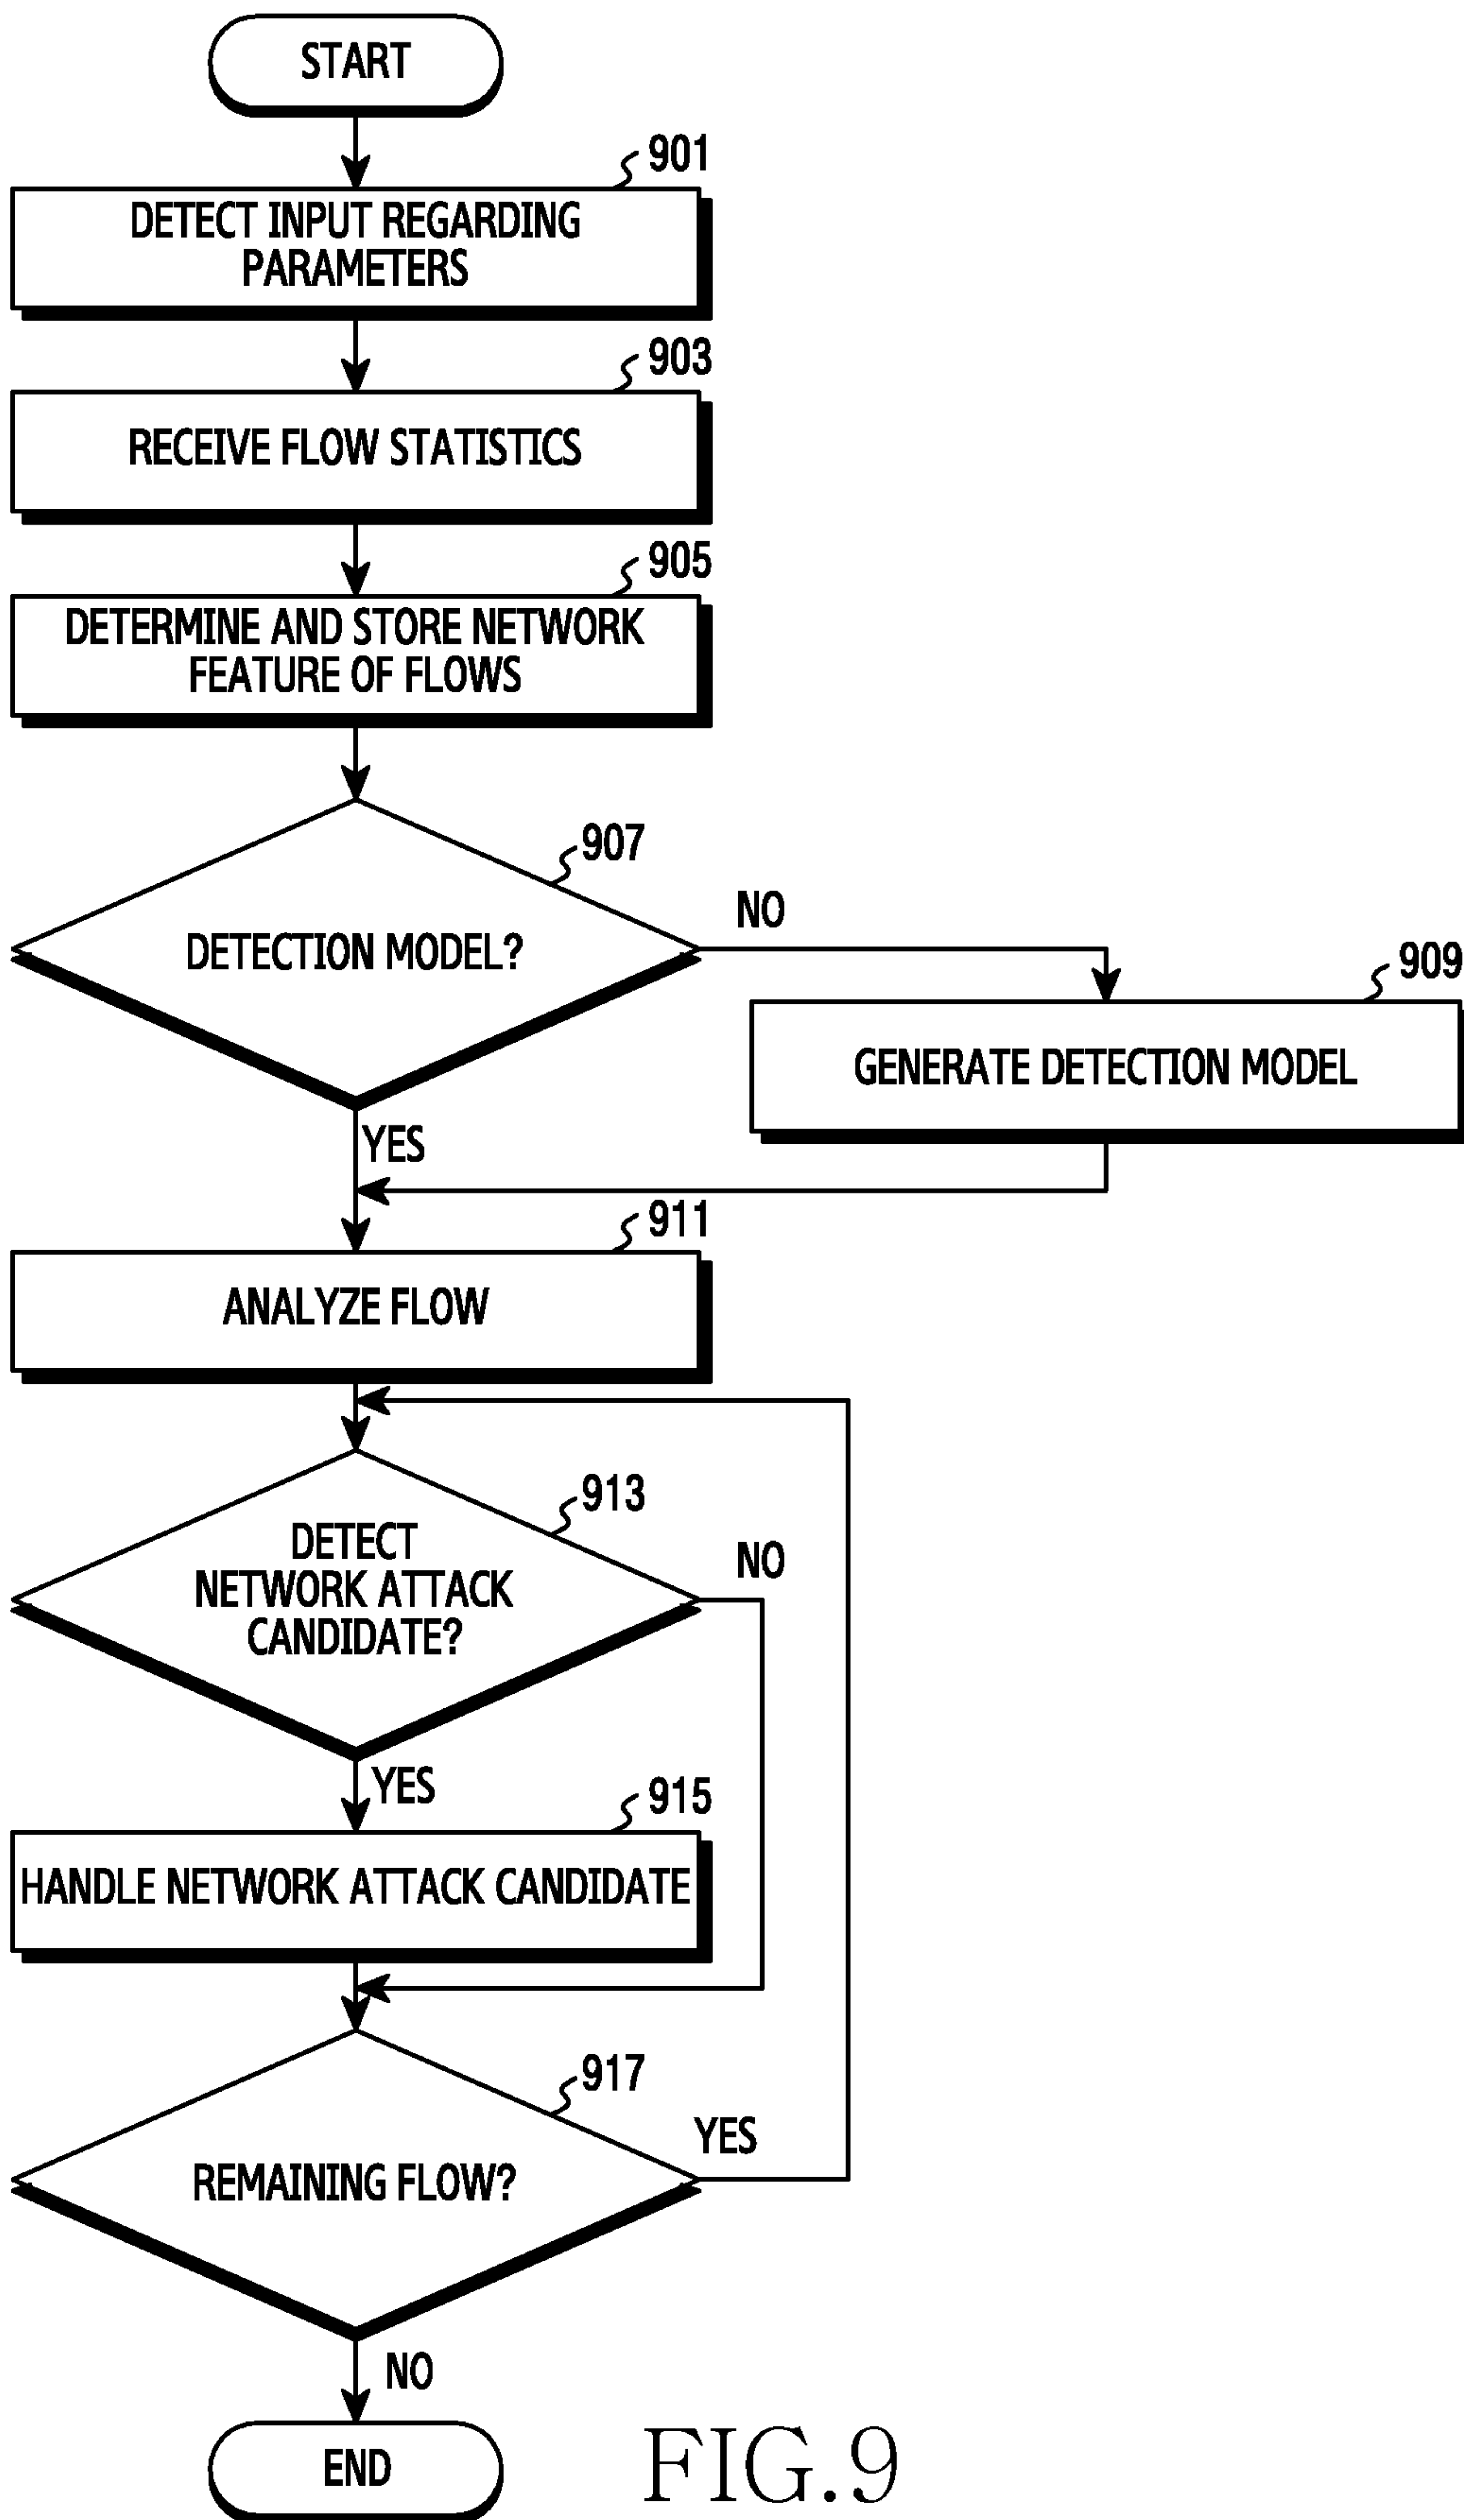 START
901
DETECT INPUT REGARDING
PARAMETERS
903
RECEIVE FLOW STATISTICS
905
DETERMINE AND STORE NETWORK
FEATURE OF FLOWS
907
DETECTION MODEL?
NO
909
GENERATE DETECTION MODEL
YES
911
ANALYZE FLOW
913
DETECT
NETWORK ATTACK
CANDIDATE?
NO
YES
915
HANDLE NETWORK ATTACK CANDIDATE
917
REMAINING FLOW?
YES
NO
END
FIG.9